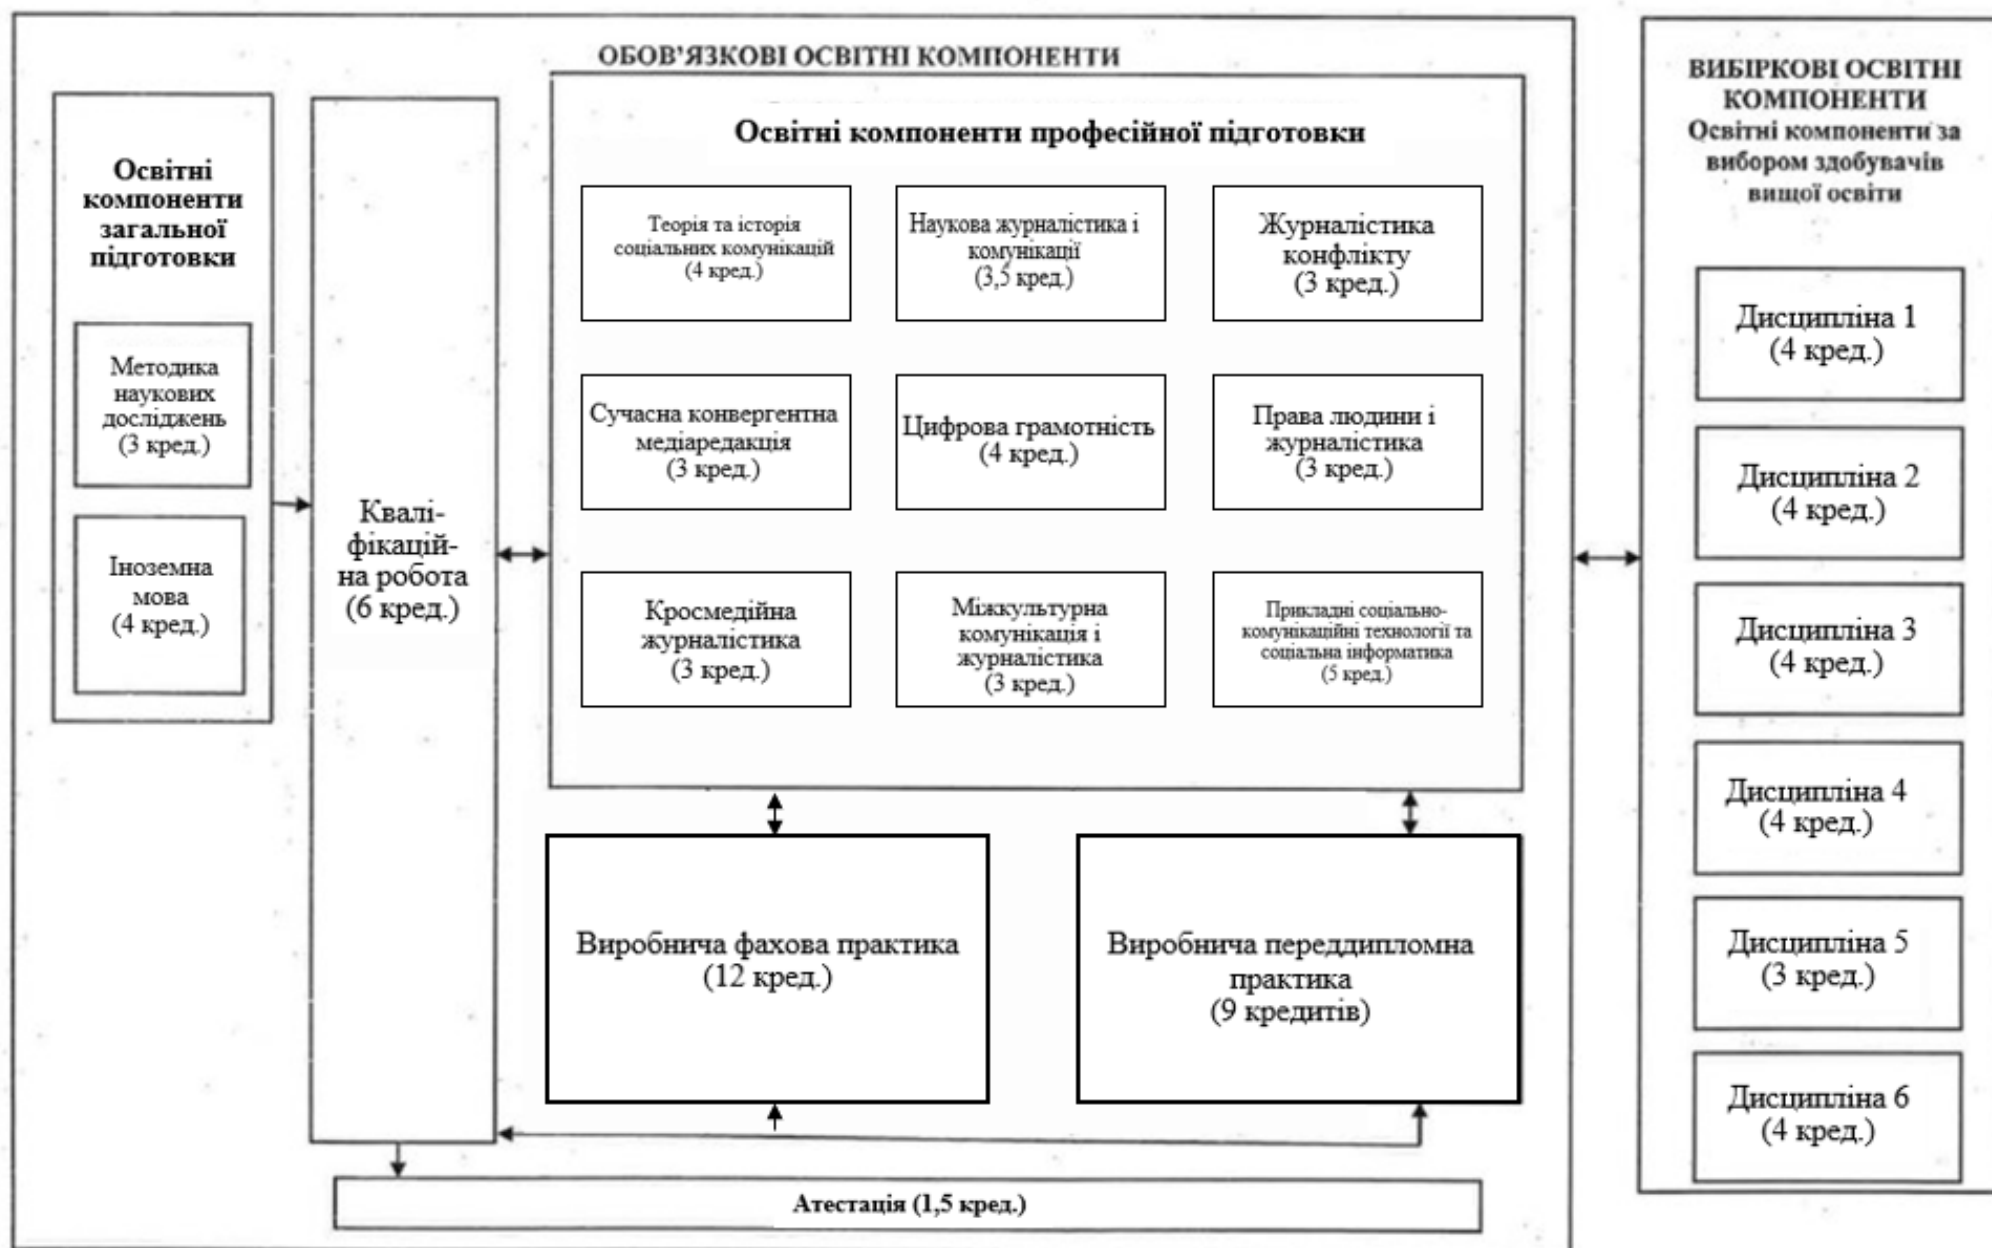 ОБОВ’ЯЗКОВІ ОСВІТНІ КОМПОНЕНТИ
Освітні
компоненти
загальної
підготовки
Методика
наукових
досліджень
(3 кред.)
Іноземна
мова
(4 кред.)
Квалі-
фікацій-
на робота
(6 кред.)
Освітні компоненти професійної підготовки
Теорія та історія
соціальних комунікацій
(4 кред.)
Наукова журналістика і
комунікації
(3,5 кред.)
Журналістика
конфлікту
(3 кред.)
Сучасна конвергентна
медіаредакція
(3 кред.)
Цифрова грамотність
(4 кред.)
Права людини і
журналістика
(3 кред.)
Кросмедійна
журналістика
(3 кред.)
Міжкультурна
комунікація і
журналістика
(3 кред.)
Прикладні соціально-
комунікаційні технології та
соціальна інформатика
(5 кред.)
Виробнича фахова практика
(12 кред.)
Виробнича переддипломна
практика
(9 кредитів)
Атестація (1,5 кред.)
ВИБІРКОВІ ОСВІТНІ
КОМПОНЕНТИ
Освітні компоненти за
вибором здобувачів
вищої освіти
Дисципліна 1
(4 кред.)
Дисципліна 2
(4 кред.)
Дисципліна 3
(4 кред.)
Дисципліна 4
(4 кред.)
Дисципліна 5
(3 кред.)
Дисципліна 6
(4 кред.)